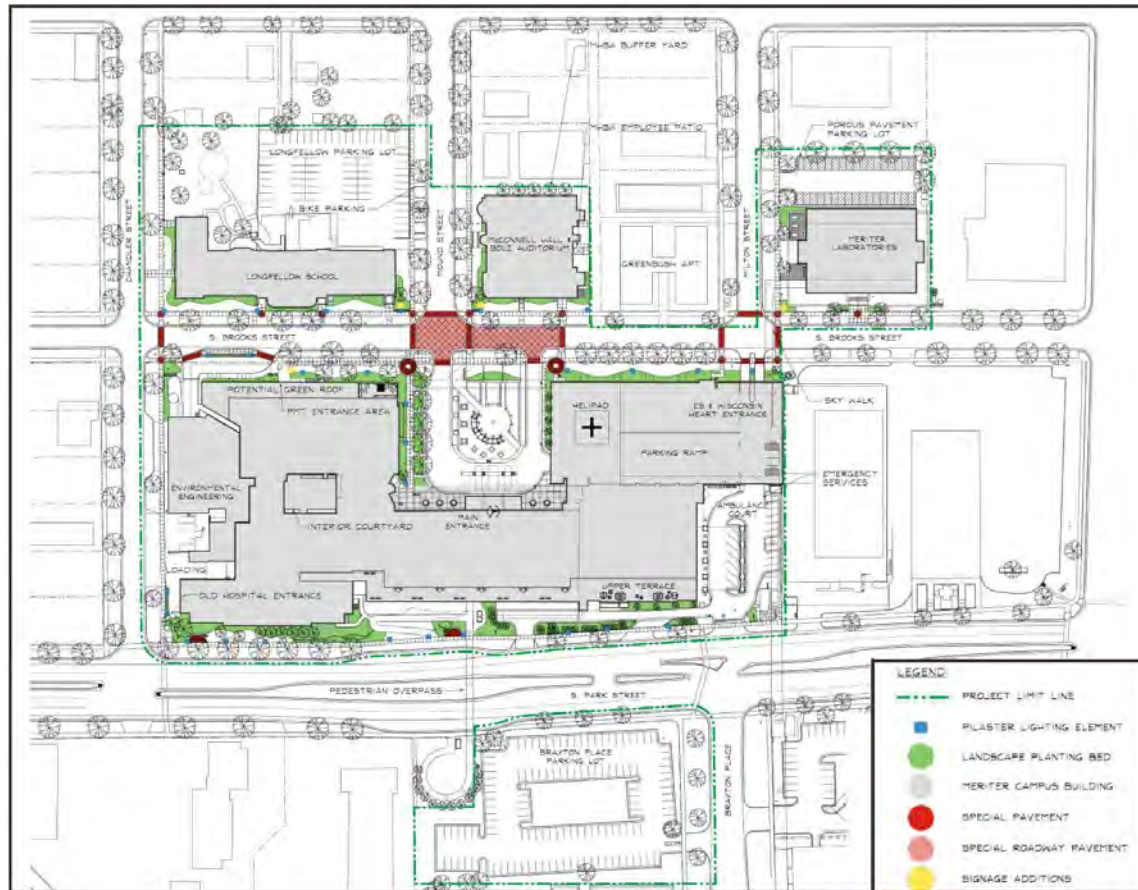 M&BA BUFFER YARD
M&BA EMPLOYEE PATIO
POROUS PAVEMENT
PARKING LOT
LONGFELLOW PARKING LOT
BIKE PARKING
CHANDLER STREET
MOUND STREET
MILTON STREET
MCCONNELL HALL &
BOLZ AUDITORIUM
GREENBUSH APT
MERITER
LABORATORIES
LONGFELLOW SCHOOL
S. BROOKS STREET
S. BROOKS STREET
POTENTIAL GREEN ROOF
ENTRANCE AREA
HELIPAD
& WISCONSIN
HEART ENTRANCE
SKY WALK
PARKING RAMP
EMERGENCY
SERVICES
ENVIRONMENTAL
ENGINEERING
INTERIOR COURTYARD
MAIN
ENTRANCE
AMBULANCE
COURT
LOADING
OLD HOSPITAL ENTRANCE
UPPER TERRACE
PEDESTRIAN OVERPASS
S. PARK STREET
BRAXTON PLACE
PARKING LOT
BRAXTON PLACE
LEGEND
PROJECT LIMIT LINE
PILASTER LIGHTING ELEMENT
LANDSCAPE PLANTING BED
MERITER CAMPUS BUILDING
SPECIAL PAVEMENT
SPECIAL ROADWAY PAVEMENT
SIGNAGE ADDITIONS